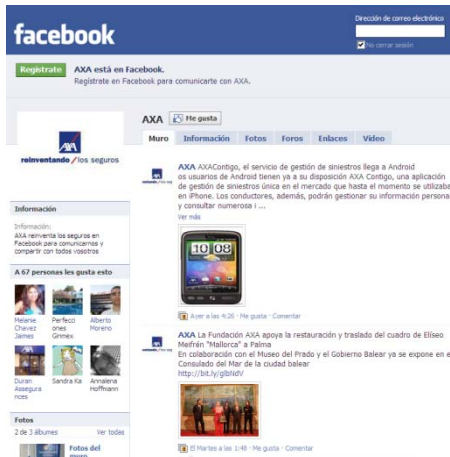 Dirección de correo electrónico
facebook
No cerrar sesión
Regístrate
AXA está en Facebook.
Regístrate en Facebook para comunicarte con AXA.
AXA
Me gusta
Muro Información Fotos Foros Enlaces Video
AXA
reinventando / los seguros
AXA AXAContigo, el servicio de gestión de siniestros llega a Android
os usuarios de Android tienen ya a su disposición AXA Contigo, una aplicación
de gestión de siniestros única en el mercado que hasta el momento se utilizaba
en iPhone. Los conductores, además, podrán gestionar su información persona
y consultar numerosa i ...
Ver más
10 08
Ayer a las 4:26 · Me gusta · Comentar
Información
Información:
AXA reinventa los seguros en
Facebook para comunicarnos y
compartir con todos vosotros
A 67 personas les gusta esto
Melanie
Chavez
James
Perfecci
ones
Ginmex
Alberto
Moreno
Duran
Assegura
nces
Sandra Ka
Annalena
Hoffmann
AXA La Fundación AXA apoya la restauración y traslado del cuadro de Eliseo
Meifrén "Mallorca" a Palma
En colaboración con el Museo del Prado y el Gobierno Balear ya se expone en e
Consulado del Mar de la ciudad balear
http://bit.ly/glbNdV
El Martes a las 1:48 · Me gusta · Comentar
Fotos
2 de 3 álbumes
Ver todas
Fotos del
muro